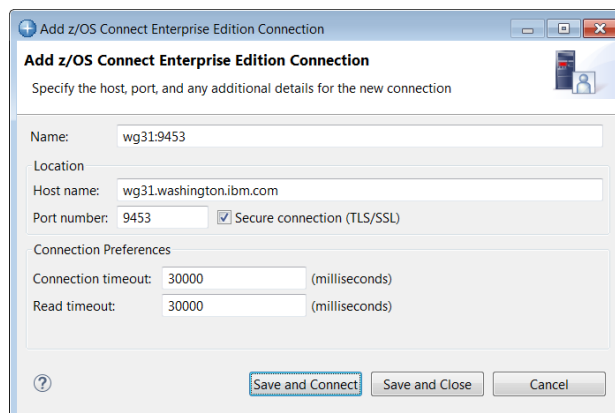 Add z/OS Connect Enterprise Edition Connection
Add z/OS Connect Enterprise Edition Connection
Specify the host, port, and any additional details for the new connection
Name: wg31:9453
Location
Host name: wg31.washington.ibm.com
Port number: 9453 Secure connection (TLS/SSL)
Connection Preferences
Connection timeout: 30000 (milliseconds)
Read timeout: 30000 (milliseconds)
? Save and Connect Save and Close Cancel